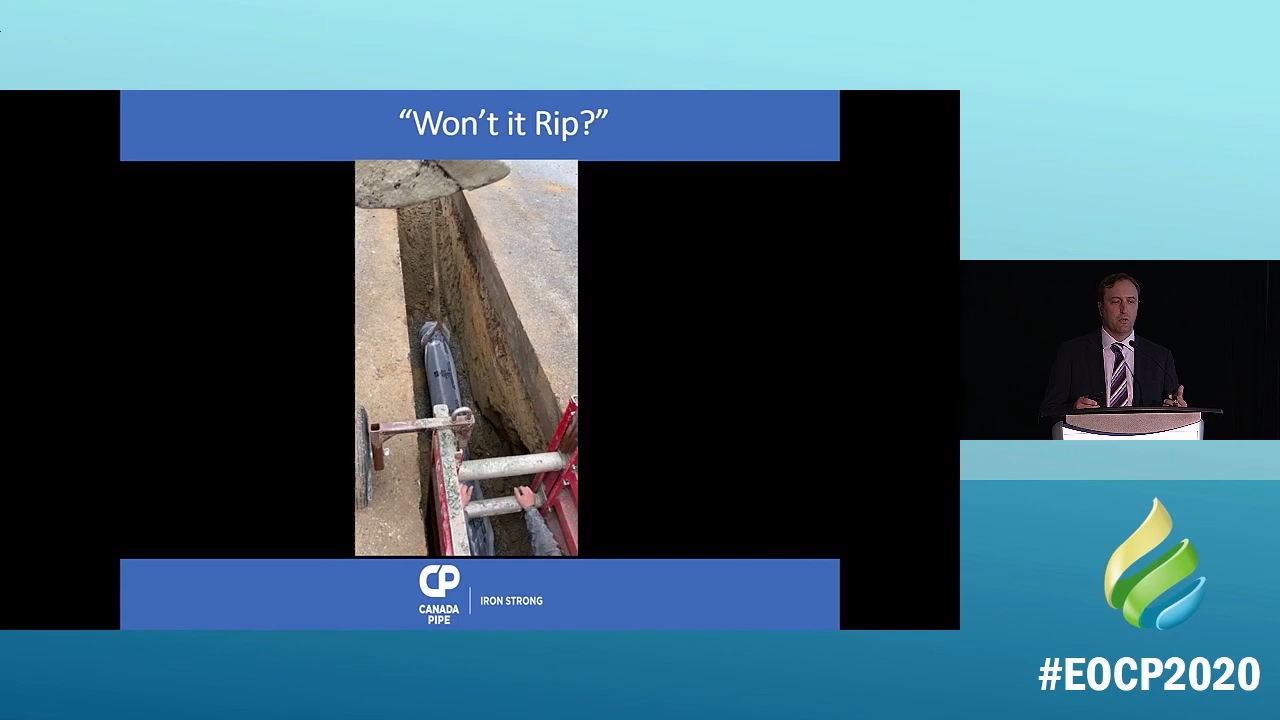 “Won’t it Rip?”
CP
CANADA
PIPE
IRON STRONG
#EOCP2020